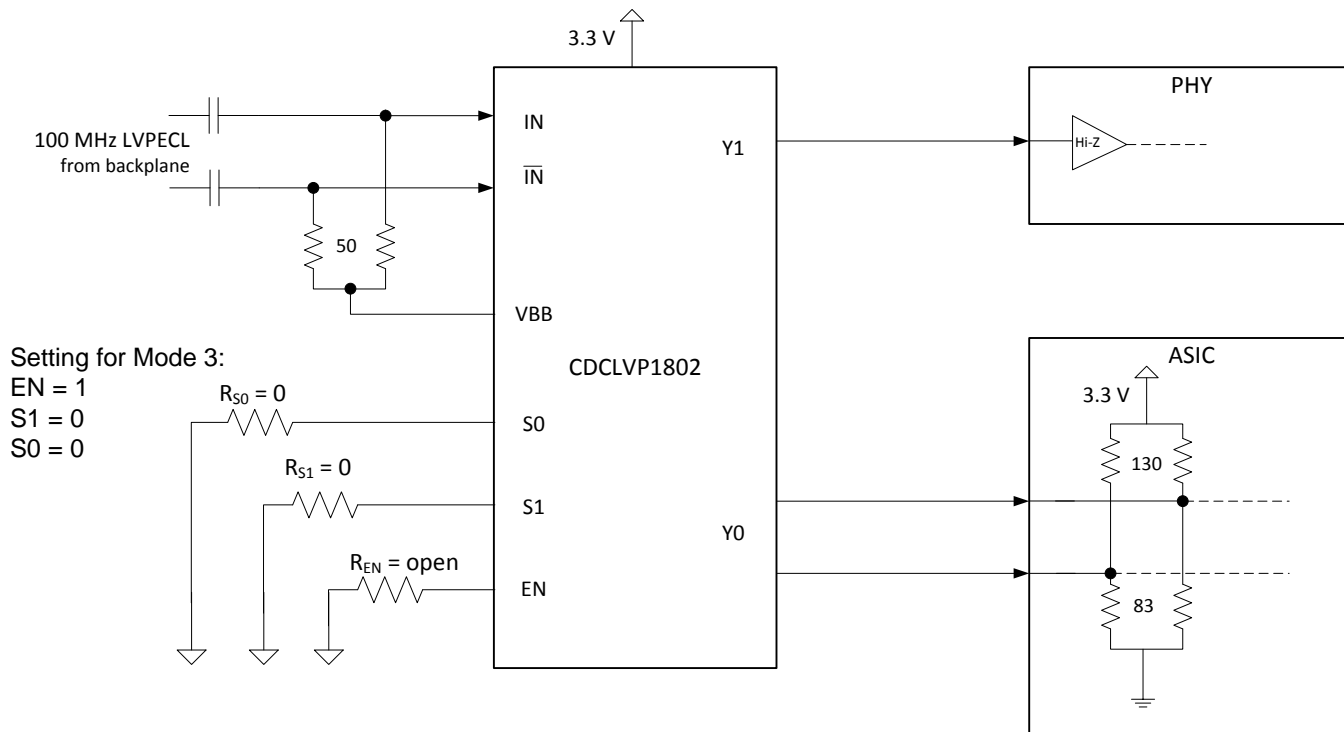 3.3 V
PHY
100 MHz LVPECL
from backplane
IN
IN
Y1
Hi-Z
50
VBB
Setting for Mode 3:
EN = 1
S1 = 0
S0 = 0
CDCLVP1802
ASIC
3.3 V
RS0 = 0
S0
130
RS1 = 0
S1
Y0
REN = open
EN
83